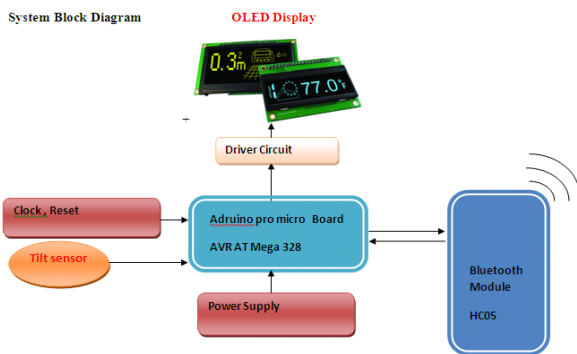 System Block Diagram
OLED Display
0.3m²
77.0°F
+
Driver Circuit
Clock , Reset
Adruino pro micro Board
AVR AT Mega 328
Tilt sensor
Power Supply
Bluetooth
Module
HC05